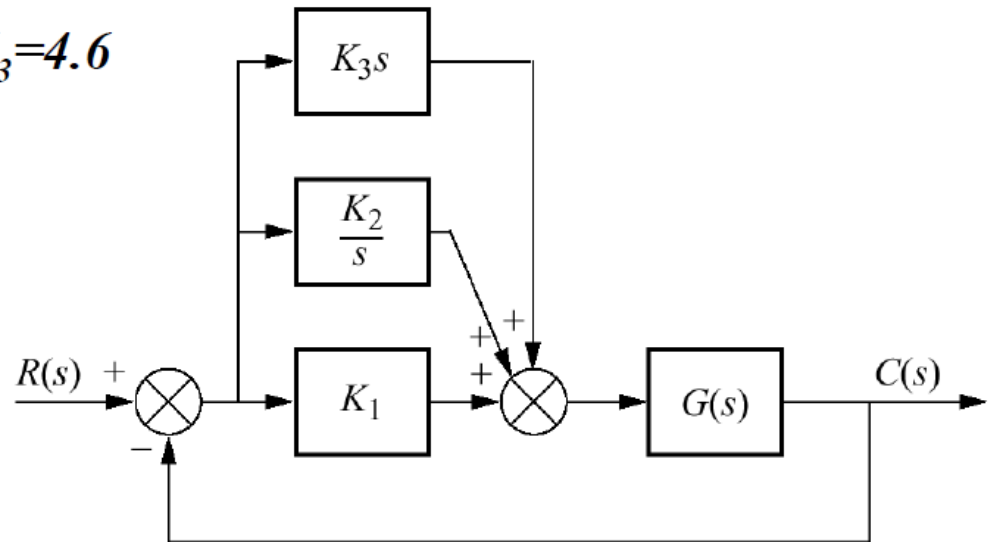 ₃=4.6
K₃s
K₂
s
+
+
R(s) +
+
K₁
G(s)
C(s)
−